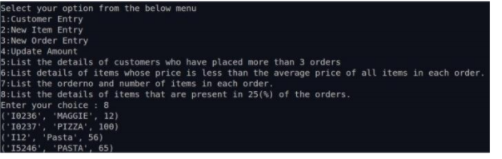 Select your option from the below menu
1:Customer Entry
2:New Item Entry
3:New Order Entry
4:Update Amount
5:List the details of customers who have placed more than 3 orders
6:List details of items whose price is less than the average price of all items in each order.
7:List the orderno and number of items in each order.
8:List the details of items that are present in 25(%) of the orders.
Enter your choice : 8
('I0236', 'MAGGIE', 12)
('I0237', 'PIZZA', 100)
('I12', 'Pasta', 56)
('I5246', 'PASTA', 65)